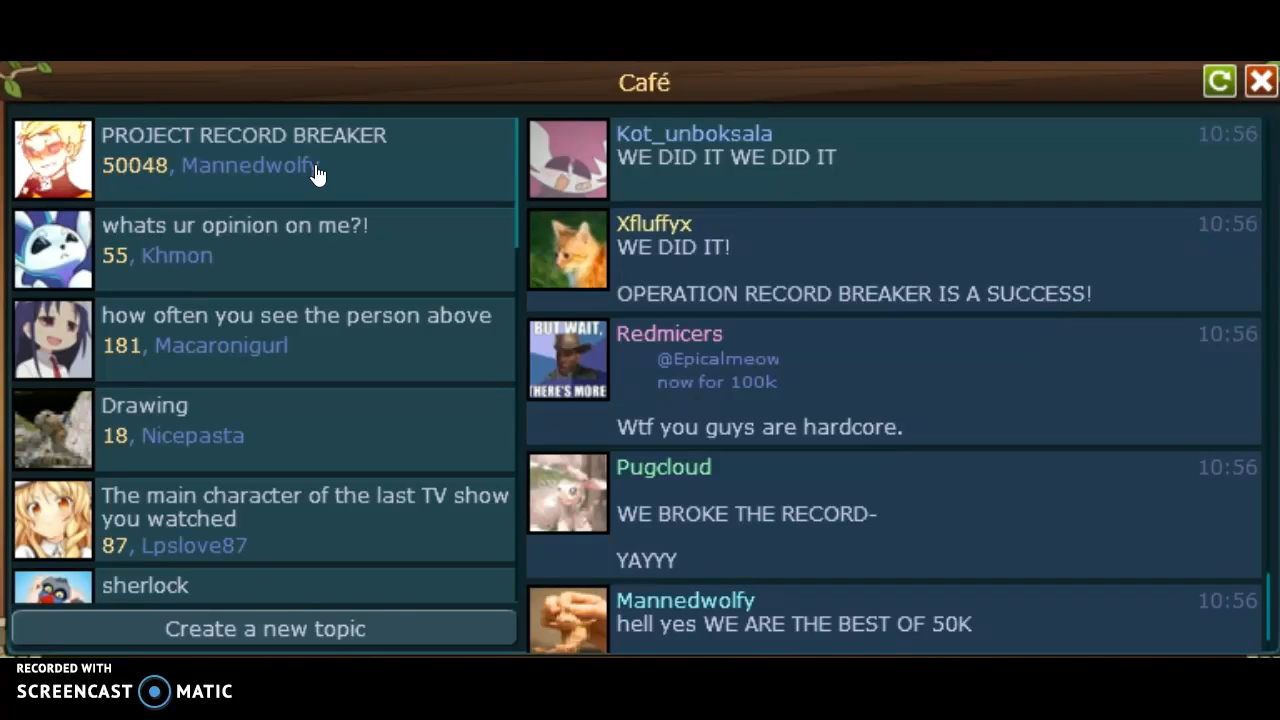 Café
PROJECT RECORD BREAKER
50048, Mannedwolfy
whats ur opinion on me?!
55, Khmon
how often you see the person above
181, Macaronigurl
Drawing
18, Nicepasta
The main character of the last TV show
you watched
87, Lpslove87
sherlock
Create a new topic
Kot_unboksala 10:56
WE DID IT WE DID IT
Xfluffyx 10:56
WE DID IT!
OPERATION RECORD BREAKER IS A SUCCESS!
BUT WAIT,
THERE'S MORE
Redmicers 10:56
@Epicalmeow
now for 100k
Wtf you guys are hardcore.
Pugcloud 10:56
WE BROKE THE RECORD-
YAYYY
Mannedwolfy 10:56
hell yes WE ARE THE BEST OF 50K
RECORDED WITH
SCREENCAST MATIC